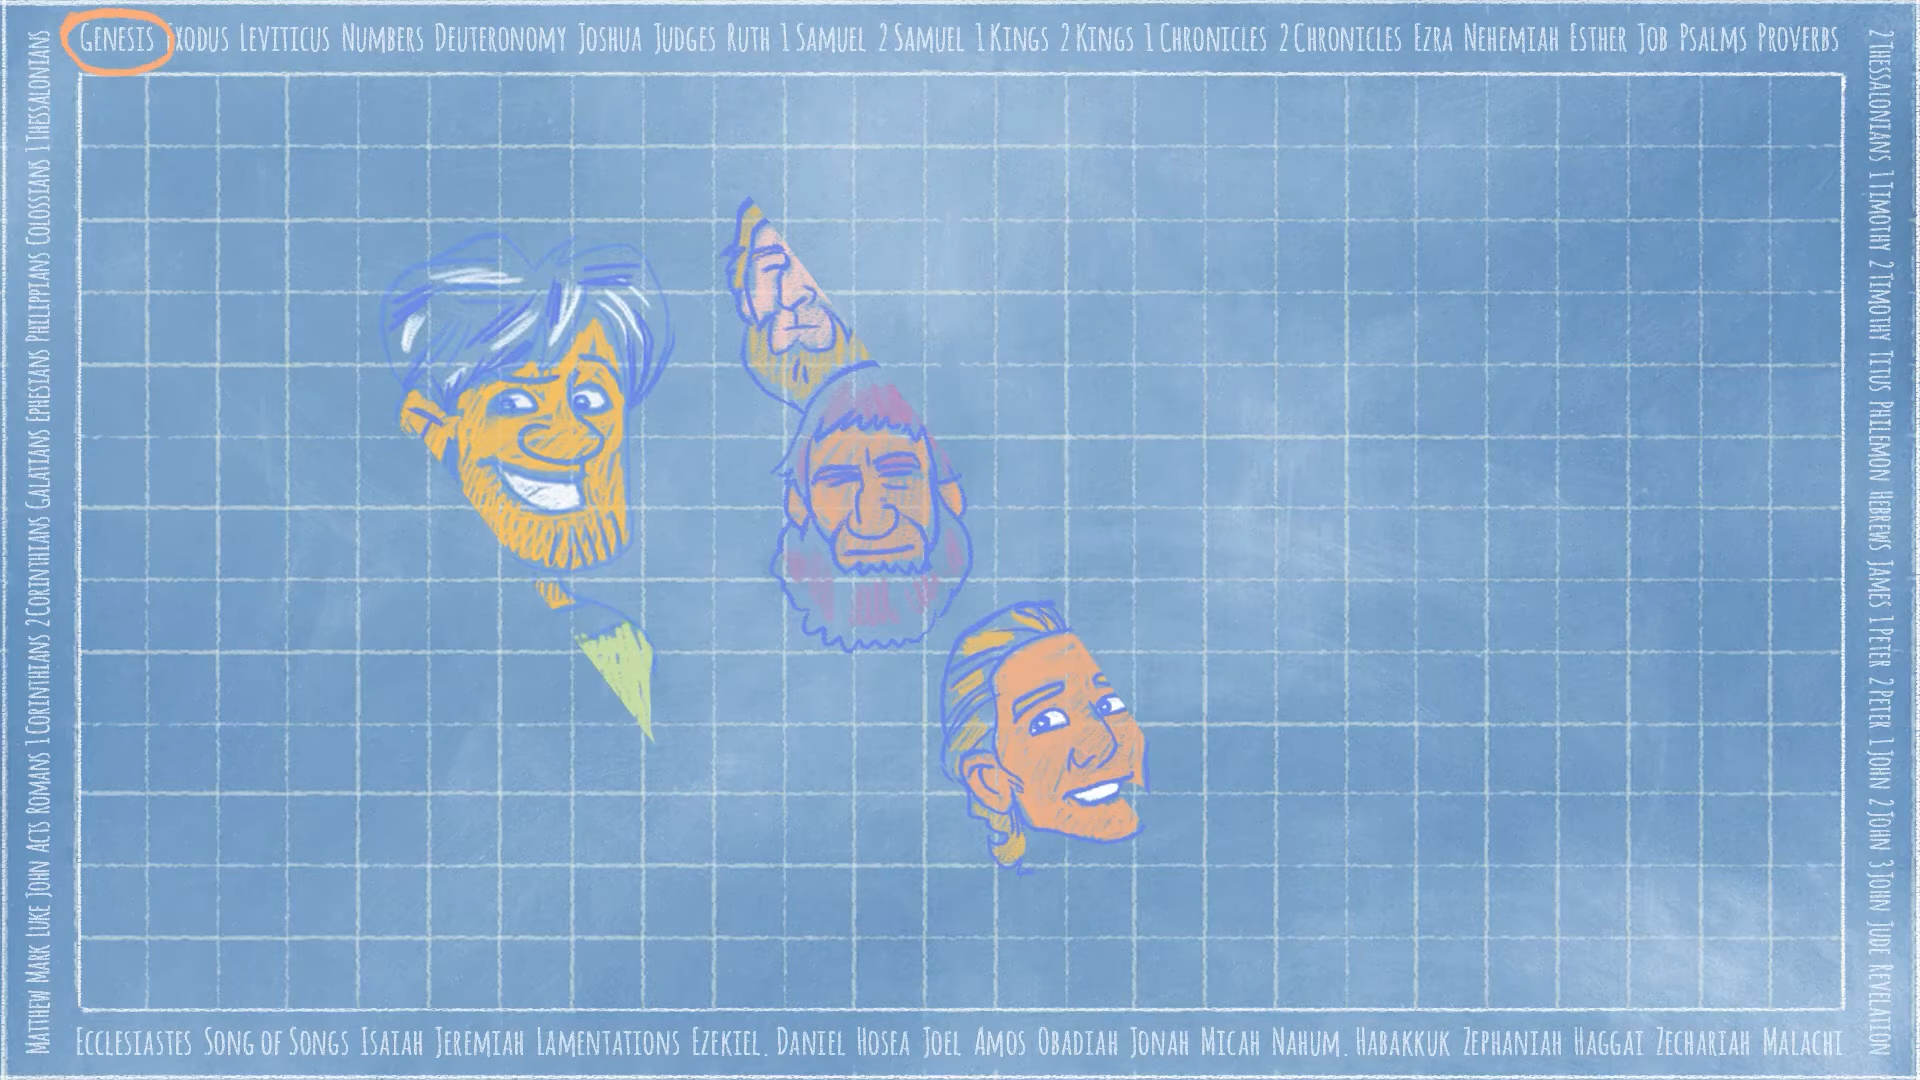 Genesis Exodus Leviticus Numbers Deuteronomy Joshua Judges Ruth 1 Samuel 2 Samuel 1 Kings 2 Kings 1 Chronicles 2 Chronicles Ezra Nehemiah Esther Job Psalms Proverbs
Ecclesiastes Song of Songs Isaiah Jeremiah Lamentations Ezekiel. Daniel Hosea Joel Amos Obadiah Jonah Micah Nahum. Habakkuk Zephaniah Haggai Zechariah Malachi
Matthew Mark Luke John Acts Romans 1 Corinthians 2 Corinthians Galatians Ephesians Philippians Colossians 1 Thessalonians
2 Thessalonians 1 Timothy 2 Timothy Titus Philemon Hebrews James 1 Peter 2 Peter 1 John 2 John 3 John Jude Revelation